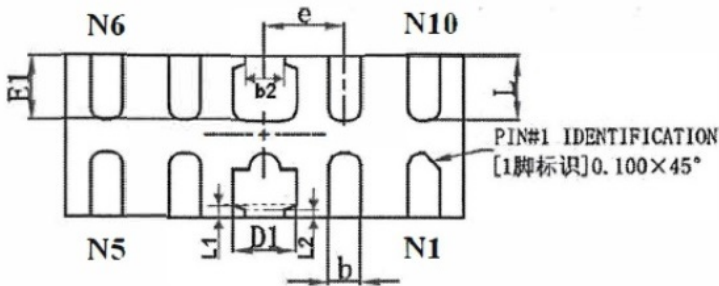 N6
e
N10
E1
b2
L
PIN#1 IDENTIFICATION
[1脚标识]0.100×45°
L1
D1
L2
N5
b
N1